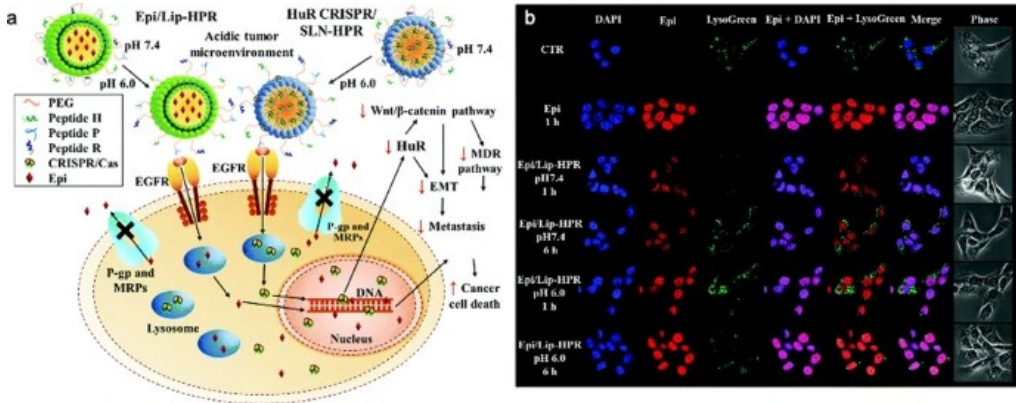 a
Epi/Lip-HPR
HuR CRISPR/
SLN-HPR
pH 7.4
Acidic tumor
microenvironment
pH 7.4
pH 6.0
pH 6.0
PEG
Peptide H
Peptide P
Peptide R
CRISPR/Cas
Epi
↓ Wnt/β-catenin pathway
↓ HuR
↓ MDR
pathway
↓ EMT
↓ Metastasis
↑ Cancer
cell death
EGFR
EGFR
P-gp and
MRPs
P-gp and
MRPs
DNA
Lysosome
Nucleus
b
DAPI Epi LysoGreen Epi + DAPI Epi + LysoGreen Merge Phase
CTR
Epi
1 h
Epi/Lip-HPR
pH7.4
1 h
Epi/Lip-HPR
pH7.4
6 h
Epi/Lip-HPR
pH 6.0
1 h
Epi/Lip-HPR
pH 6.0
6 h